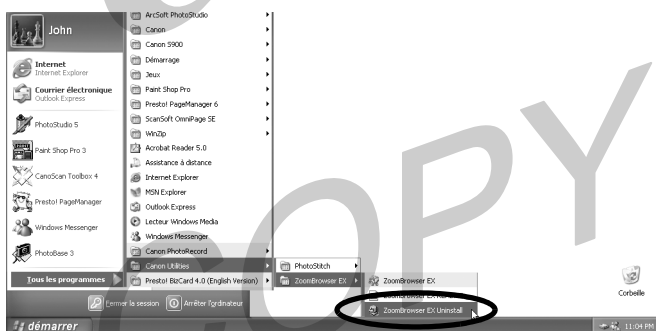 John
Internet
Internet Explorer
Courrier électronique
Outlook Express
PhotoStudio 5
Paint Shop Pro 3
CanoScan Toolbox 4
Presto! PageManager
Windows Messenger
PhotoBase 3
Tous les programmes
ArcSoft PhotoStudio
Canon
Canon S900
Démarrage
Jeux
Paint Shop Pro
Presto! PageManager 6
ScanSoft OmniPage SE
WinZip
Acrobat Reader 5.0
Assistance à distance
Internet Explorer
MSN Explorer
Outlook Express
Lecteur Windows Media
Windows Messenger
Canon PhotoRecord
Canon Utilities
Presto! BizCard 4.0 (English Version)
PhotoStitch
ZoomBrowser EX
ZoomBrowser EX
ZoomBrowser EX
ZoomBrowser EX Uninstall
Fermer la session
Arrêter l'ordinateur
démarrer
Corbeille
11:04 PM
COPY